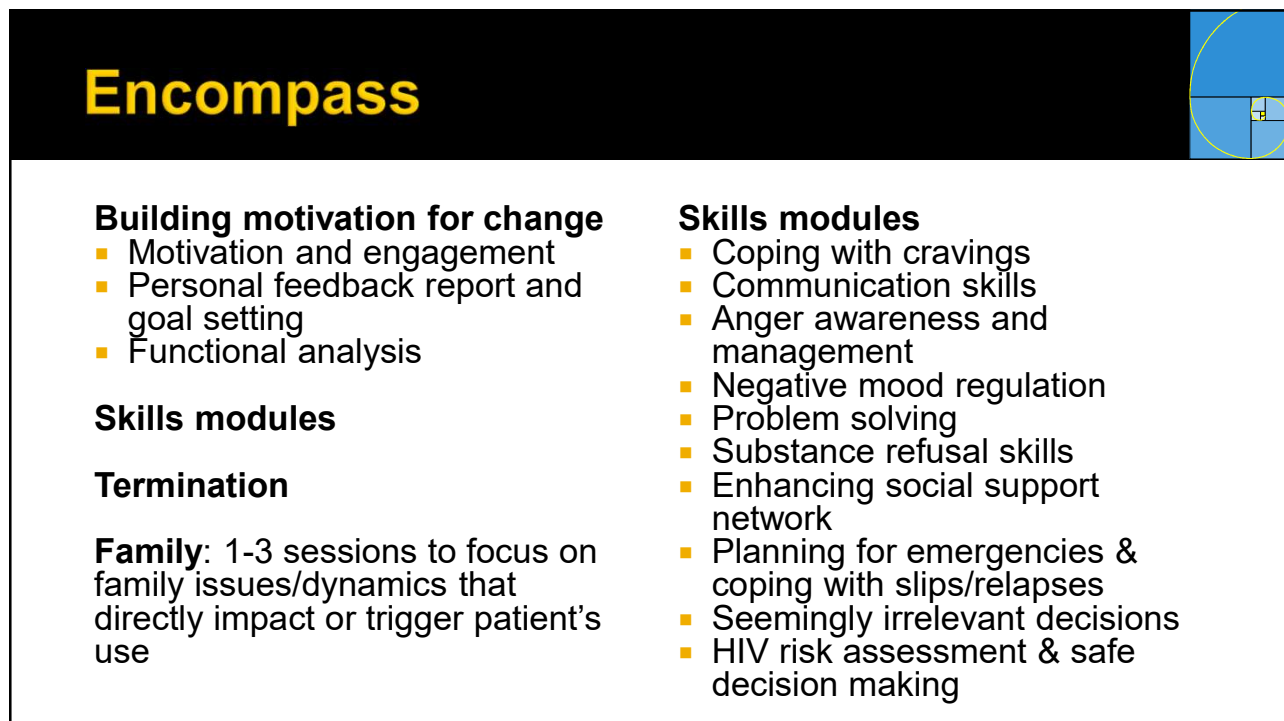 Encompass
Building motivation for change
▪ Motivation and engagement
▪ Personal feedback report and
goal setting
▪ Functional analysis
Skills modules
Termination
Family: 1-3 sessions to focus on
family issues/dynamics that
directly impact or trigger patient’s
use
Skills modules
▪ Coping with cravings
▪ Communication skills
▪ Anger awareness and
management
▪ Negative mood regulation
▪ Problem solving
▪ Substance refusal skills
▪ Enhancing social support
network
▪ Planning for emergencies &
coping with slips/relapses
▪ Seemingly irrelevant decisions
▪ HIV risk assessment & safe
decision making